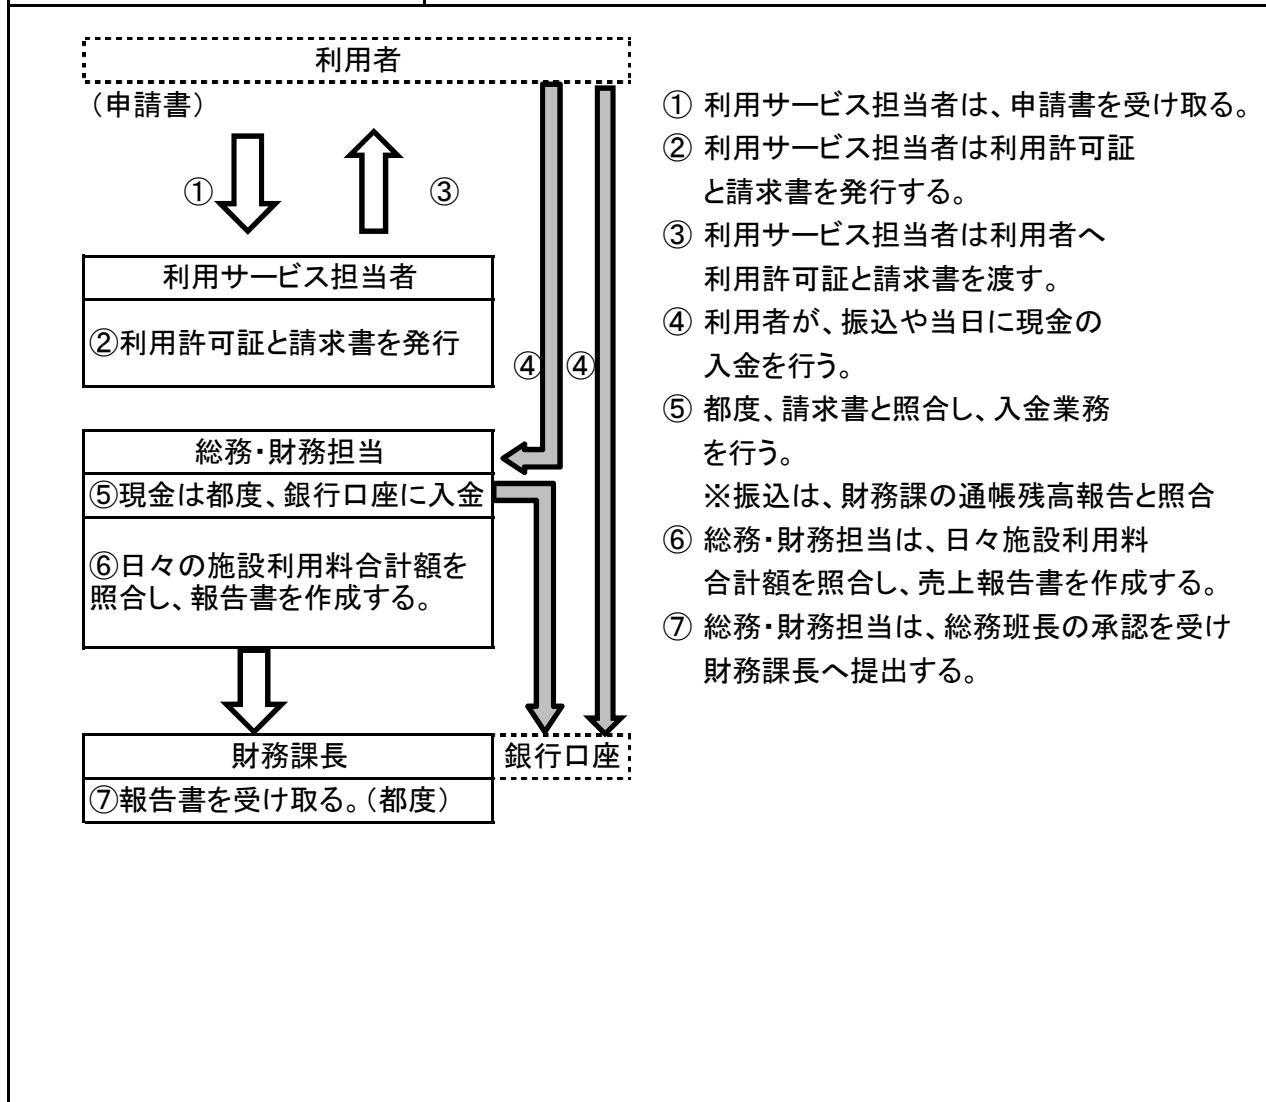 利用者
（申請書）
①
③
利用サービス担当者
②利用許可証と請求書を発行
④
④
総務・財務担当
⑤現金は都度、銀行口座に入金
⑥日々の施設利用料合計額を
照合し、報告書を作成する。
財務課長
銀行口座
⑦報告書を受け取る。（都度）
① 利用サービス担当者は、申請書を受け取る。
② 利用サービス担当者は利用許可証
と請求書を発行する。
③ 利用サービス担当者は利用者へ
利用許可証と請求書を渡す。
④ 利用者が、振込や当日に現金の
入金を行う。
⑤ 都度、請求書と照合し、入金業務
を行う。
※振込は、財務課の通帳残高報告と照合
⑥ 総務・財務担当は、日々施設利用料
合計額を照合し、売上報告書を作成する。
⑦ 総務・財務担当は、総務班長の承認を受け
財務課長へ提出する。